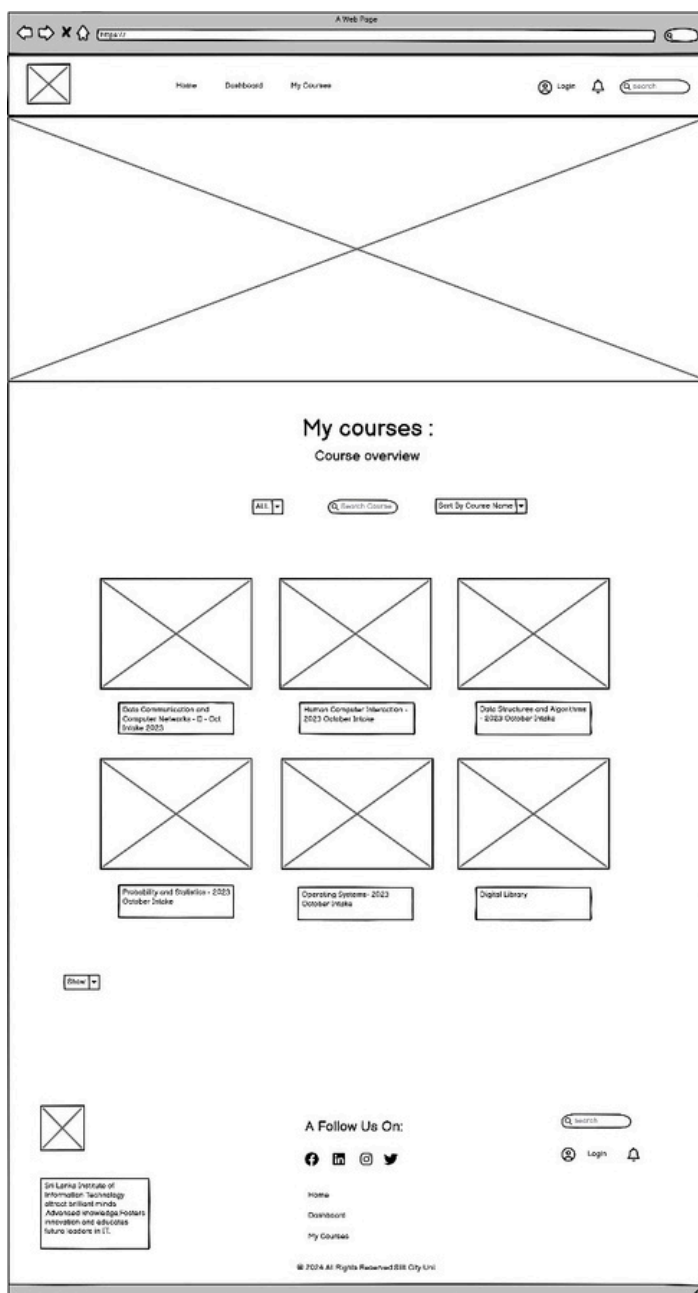 A Web Page
https://
Home Dashboard My Courses Login search
My courses :
Course overview
ALL Search Course Sort By Course Name
Data Communication and
Computer Networks - - Oct
Intake 2023
Human Computer Interaction -
2023 October Intake
Data Structures and Algorithms
- 2023 October Intake
Probability and Statistics - 2023
October Intake
Operating Systems- 2023
October Intake
Digital Library
Show
Sri Lanka Institute of
Information Technology
attract brilliant minds
.Advanced knowledge.Fosters
innovation and educates
future leaders in IT.
A Follow Us On:
Home
Dashboard
My Courses
© 2024 All Rights Reserved Slit City Uni
search
Login